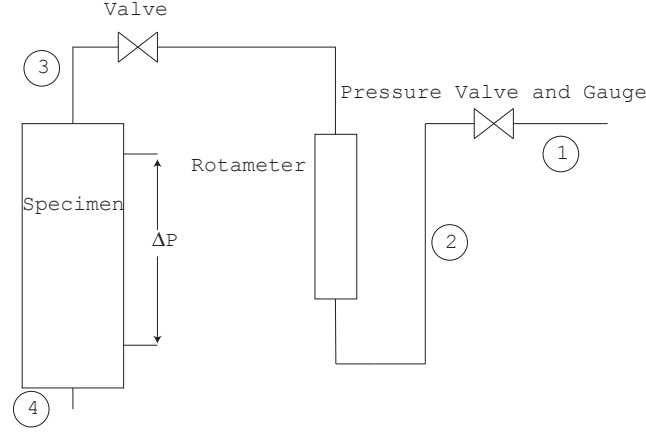 Valve
3
Pressure Valve and Gauge
1
Rotameter
Specimen
ΔP
2
4